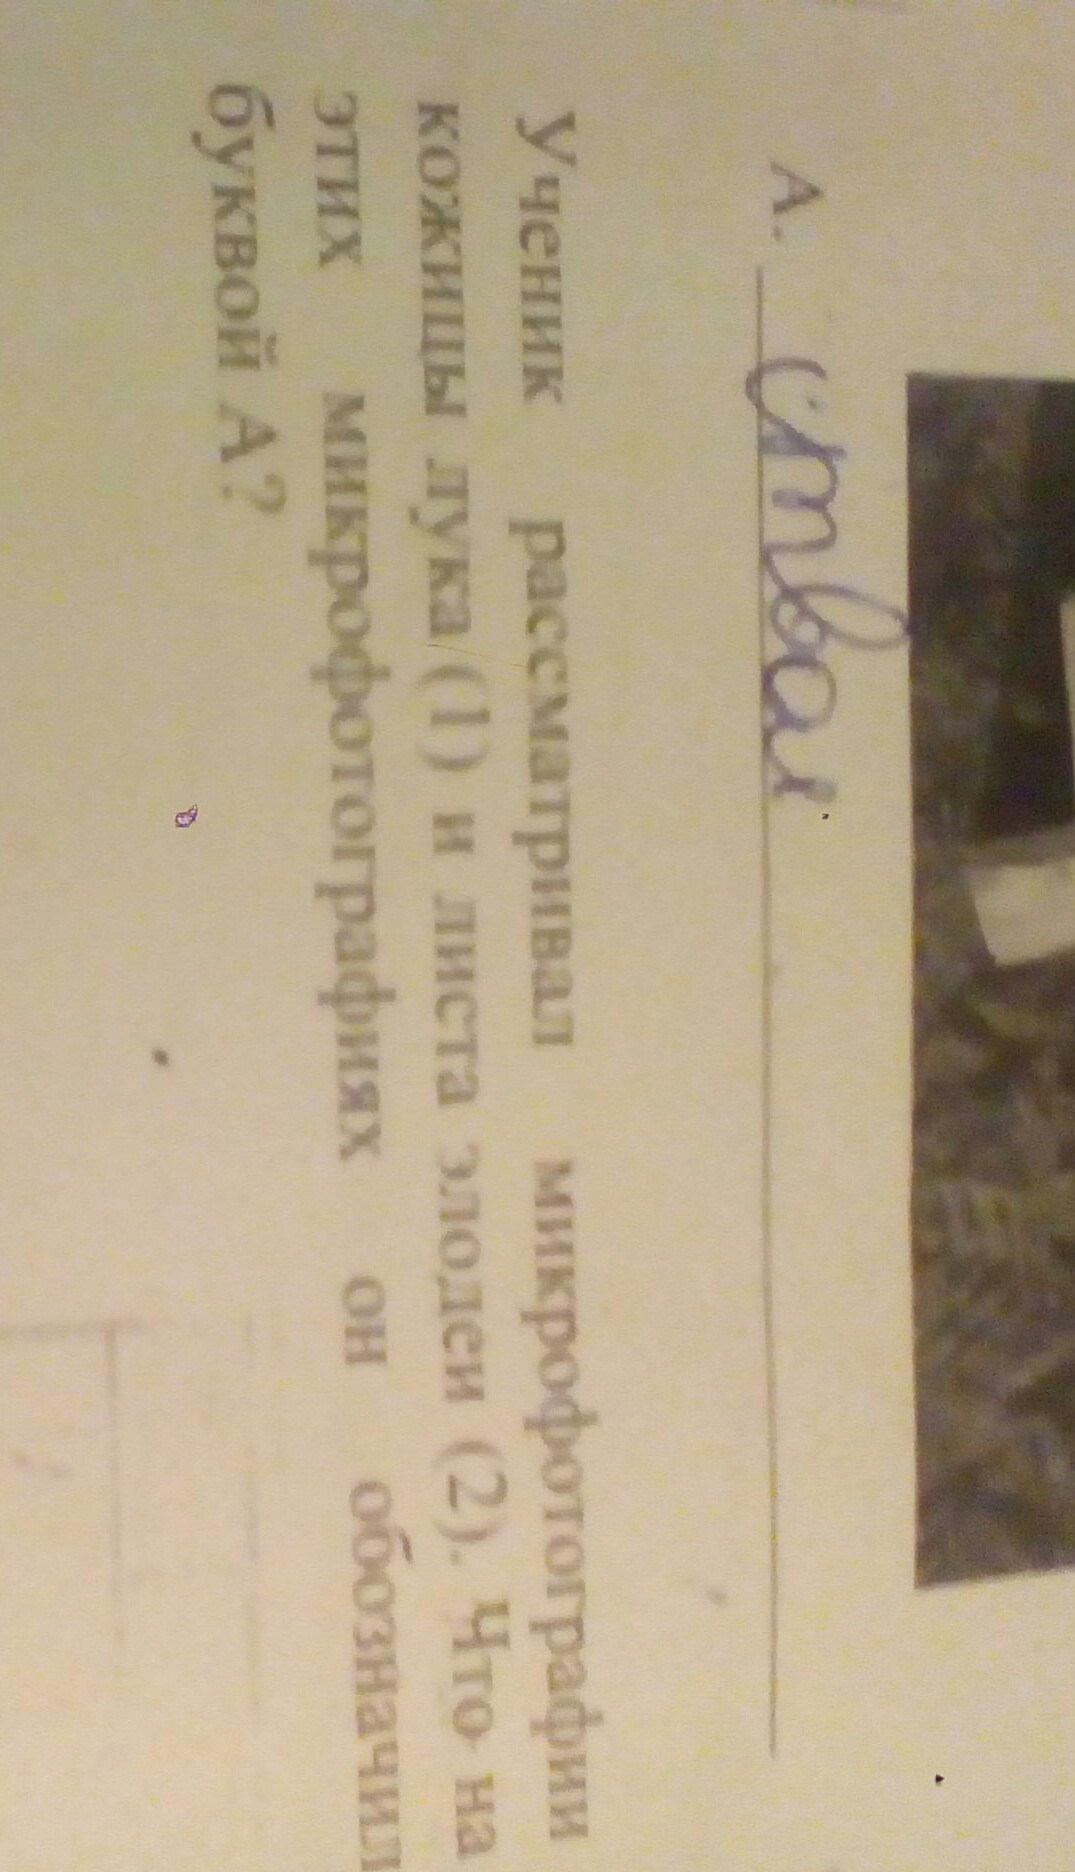 А. ствол
Ученик рассматривал микрофотографии
кожицы лука (1) и листа элодеи (2). Что на
этих микрофотографиях он обозначил
буквой А?